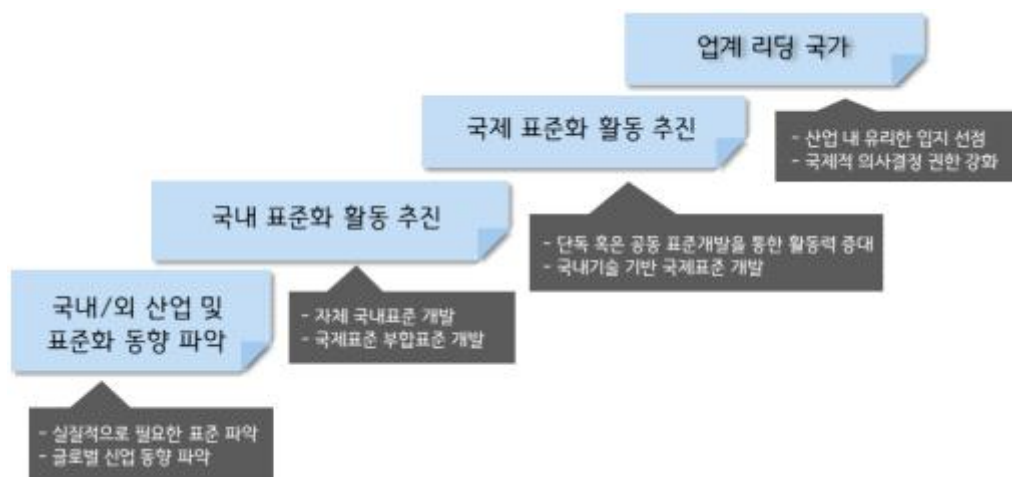 업계 리딩 국가
- 산업 내 유리한 입지 선점
- 국제적 의사결정 권한 강화
국제 표준화 활동 추진
- 단독 혹은 공동 표준개발을 통한 활동력 증대
- 국내기술 기반 국제표준 개발
국내 표준화 활동 추진
- 자체 국내표준 개발
- 국제표준 부합표준 개발
국내/외 산업 및
표준화 동향 파악
- 실질적으로 필요한 표준 파악
- 글로벌 산업 동향 파악